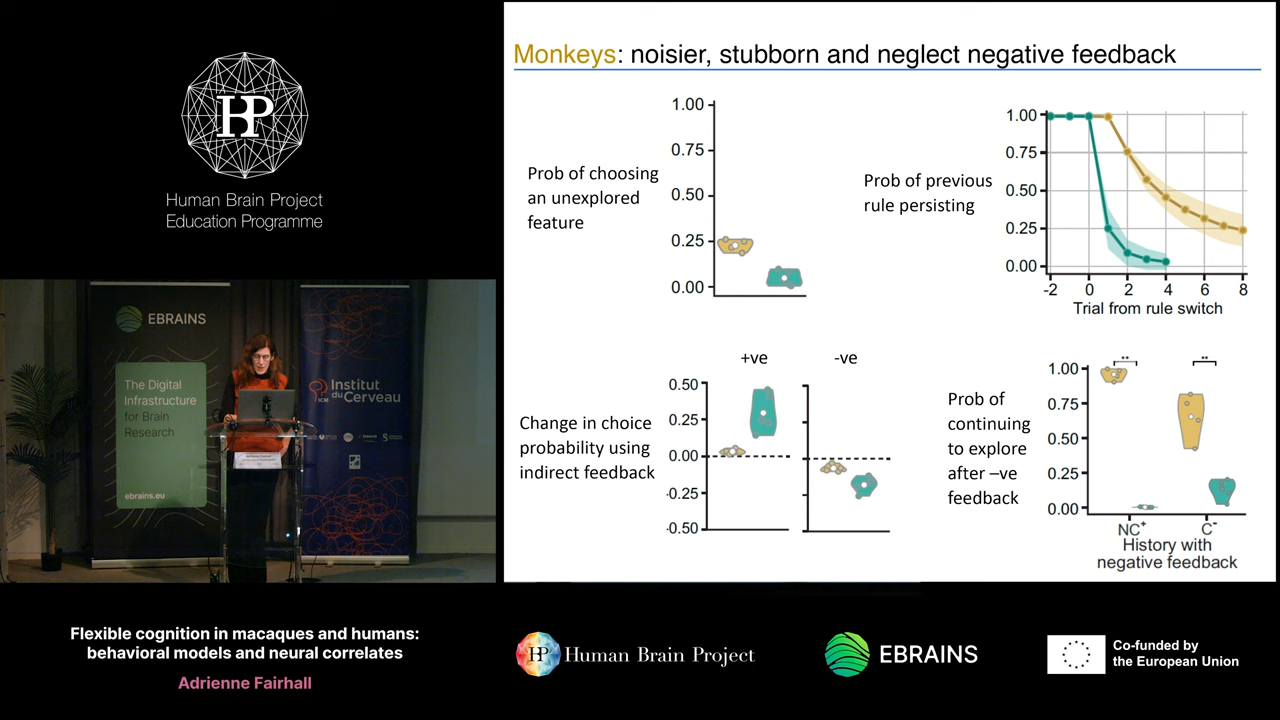 HP
Human Brain Project
Education Programme
EBRAINS
The Digital
Infrastructure
for Brain
Research
ebrains.eu
ICM
Institut
du Cerveau
Monkeys: noisier, stubborn and neglect negative feedback
Prob of choosing
an unexplored
feature
1.00
0.75
0.50
0.25
0.00
Prob of previous
rule persisting
1.00
0.75
0.50
0.25
0.00
-2 0 2 4 6 8
Trial from rule switch
Change in choice
probability using
indirect feedback
+ve -ve
0.50
0.25
0.00
-0.25
-0.50
Prob of
continuing
to explore
after –ve
feedback
1.00
0.75
0.50
0.25
0.00
** **
NC+ C-
History with
negative feedback
Flexible cognition in macaques and humans:
behavioral models and neural correlates
Adrienne Fairhall
HP Human Brain Project
EBRAINS
Co-funded by
the European Union